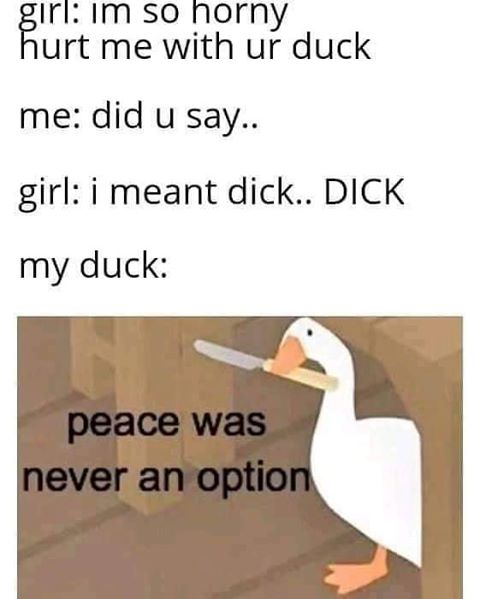 girl: im so horny
hurt me with ur duck
me: did u say..
girl: i meant dick.. DICK
my duck:
peace was
never an option